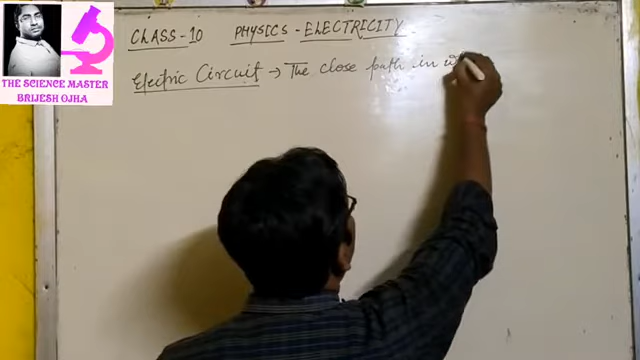 CLASS-10 PHYSICS - ELECTRICITY
Electric Circuit → The close path in
THE SCIENCE MASTER
BRIJESH OJHA